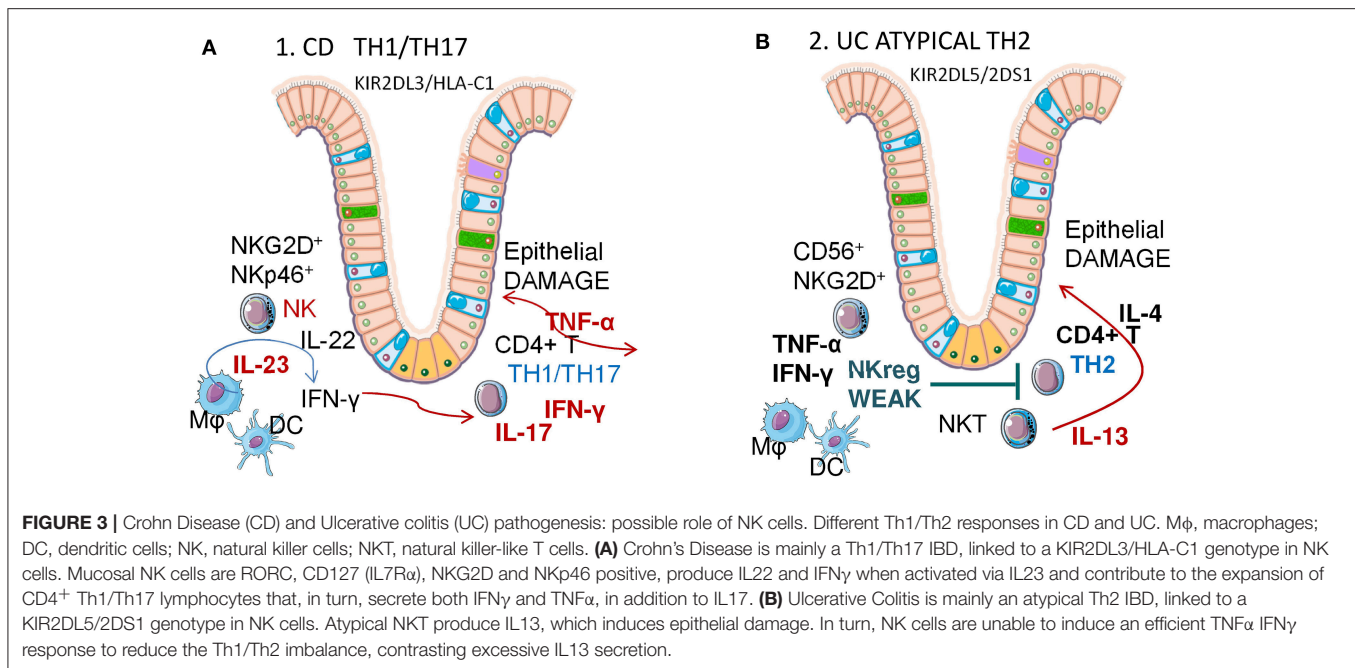 A 1. CD TH1/TH17
KIR2DL3/HLA-C1
NKG2D⁺
NKp46⁺
NK
IL-22
IL-23
IFN-γ
Mφ
DC
Epithelial
DAMAGE
TNF-α
CD4+ T
TH1/TH17
IFN-γ
IL-17
B 2. UC ATYPICAL TH2
KIR2DL5/2DS1
CD56⁺
NKG2D⁺
TNF-α
IFN-γ
NKreg
WEAK
Mφ
DC
Epithelial
DAMAGE
IL-4
CD4+ T
TH2
NKT
IL-13
FIGURE 3 | Crohn Disease (CD) and Ulcerative colitis (UC) pathogenesis: possible role of NK cells. Different Th1/Th2 responses in CD and UC. Mϕ, macrophages;
DC, dendritic cells; NK, natural killer cells; NKT, natural killer-like T cells. (A) Crohn's Disease is mainly a Th1/Th17 IBD, linked to a KIR2DL3/HLA-C1 genotype in NK
cells. Mucosal NK cells are RORC, CD127 (IL7Rα), NKG2D and NKp46 positive, produce IL22 and IFNγ when activated via IL23 and contribute to the expansion of
CD4⁺ Th1/Th17 lymphocytes that, in turn, secrete both IFNγ and TNFα, in addition to IL17. (B) Ulcerative Colitis is mainly an atypical Th2 IBD, linked to a
KIR2DL5/2DS1 genotype in NK cells. Atypical NKT produce IL13, which induces epithelial damage. In turn, NK cells are unable to induce an efficient TNFα IFNγ
response to reduce the Th1/Th2 imbalance, contrasting excessive IL13 secretion.